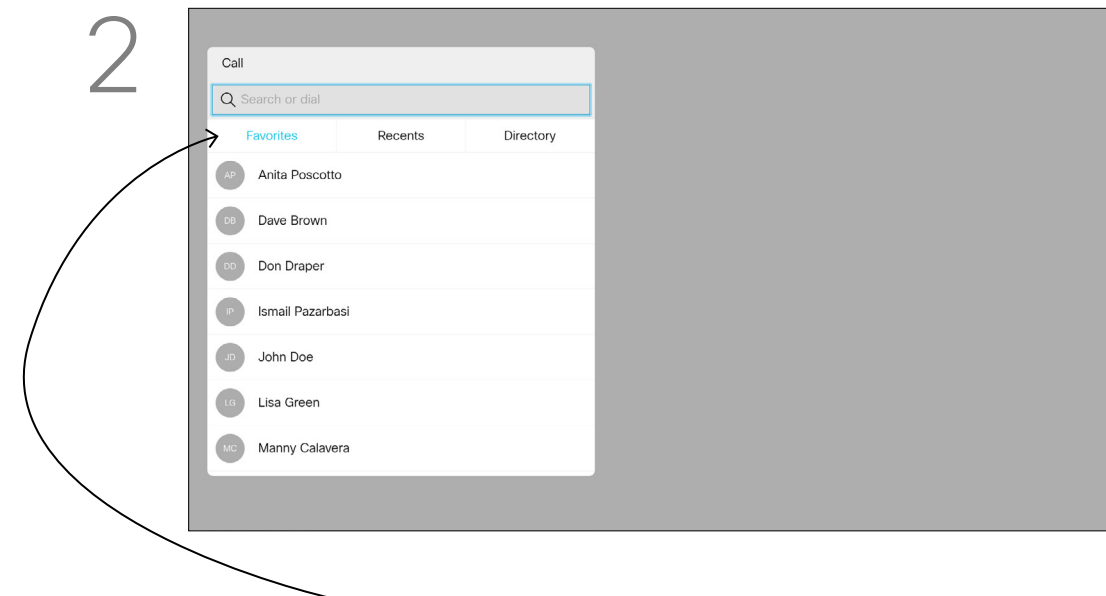 2
Call
Search or dial
Favorites Recents Directory
AP Anita Poscotto
DB Dave Brown
DD Don Draper
IP Ismail Pazarbasi
JD John Doe
LG Lisa Green
MC Manny Calavera